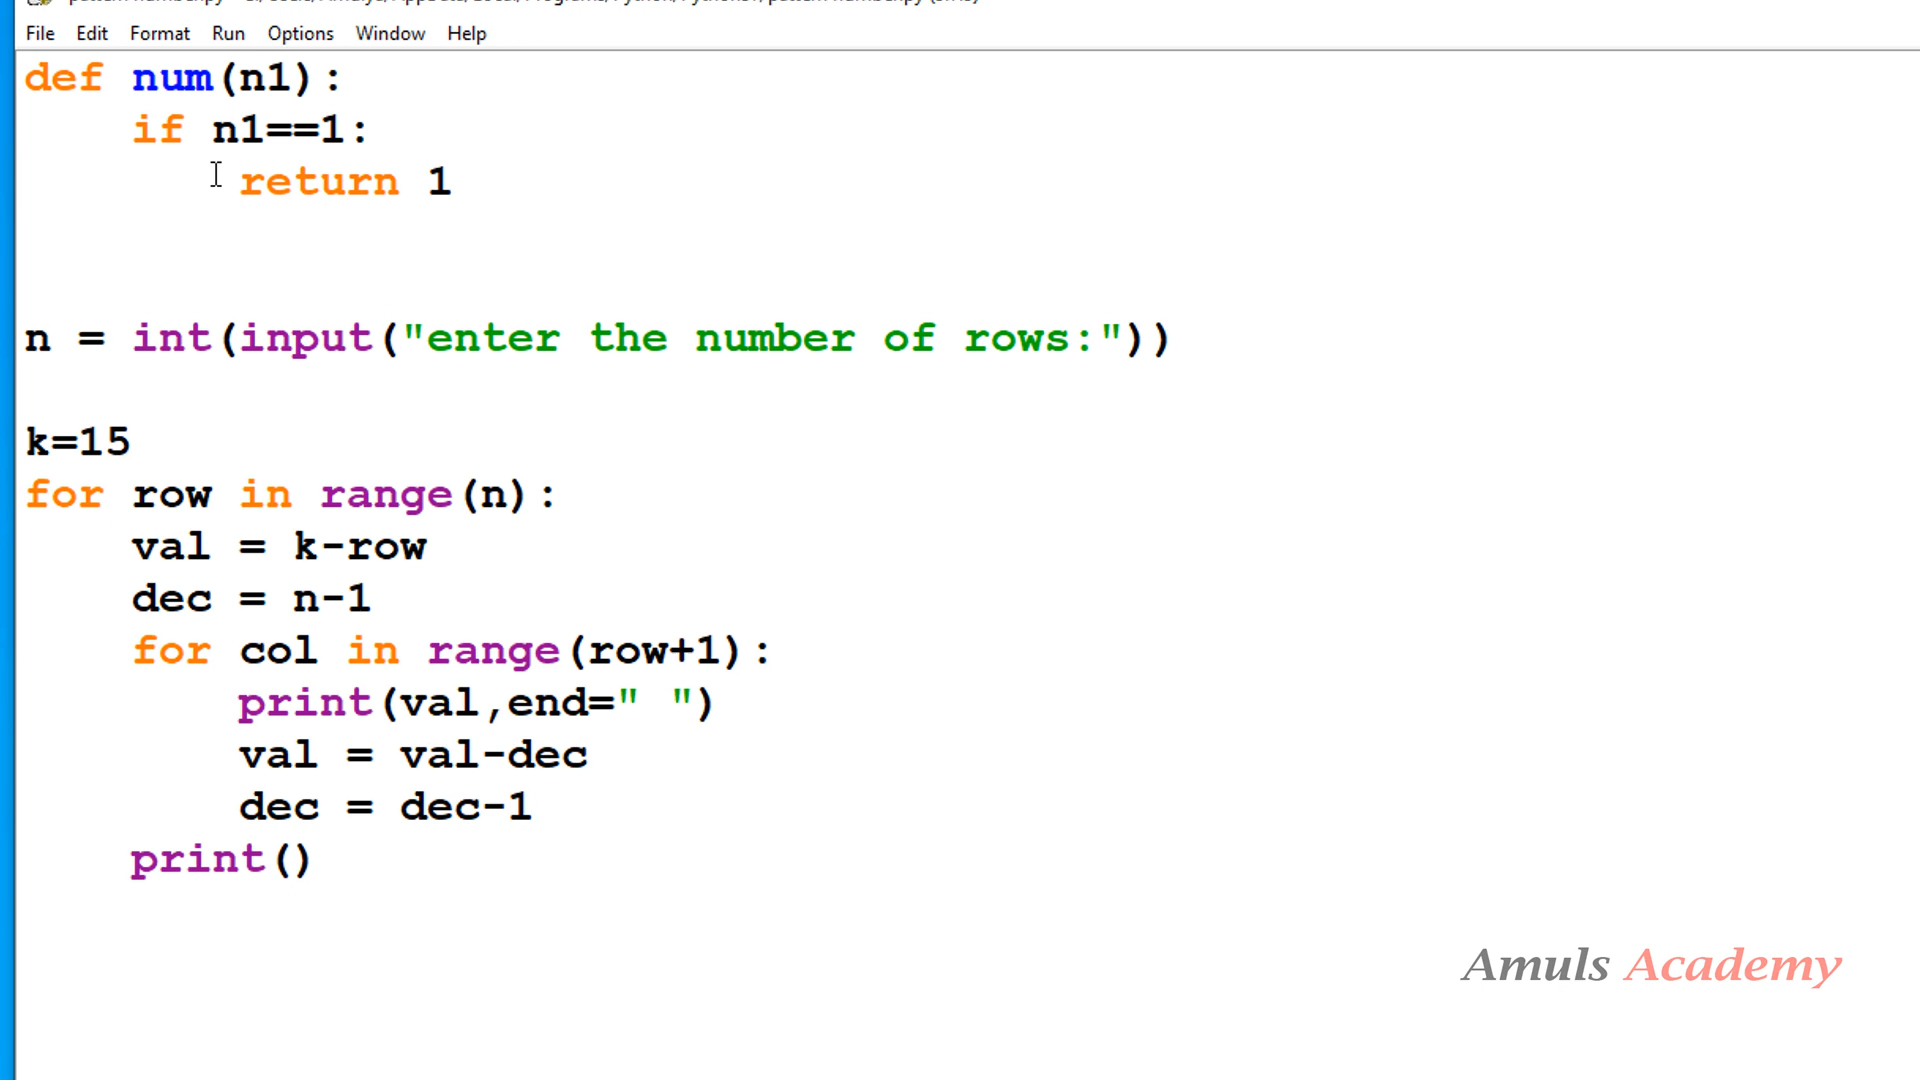 File Edit Format Run Options Window Help
def num(n1):
    if n1==1:
        return 1
n = int(input("enter the number of rows:"))
k=15
for row in range(n):
    val = k-row
    dec = n-1
    for col in range(row+1):
        print(val,end=" ")
        val = val-dec
        dec = dec-1
    print()
Amuls Academy